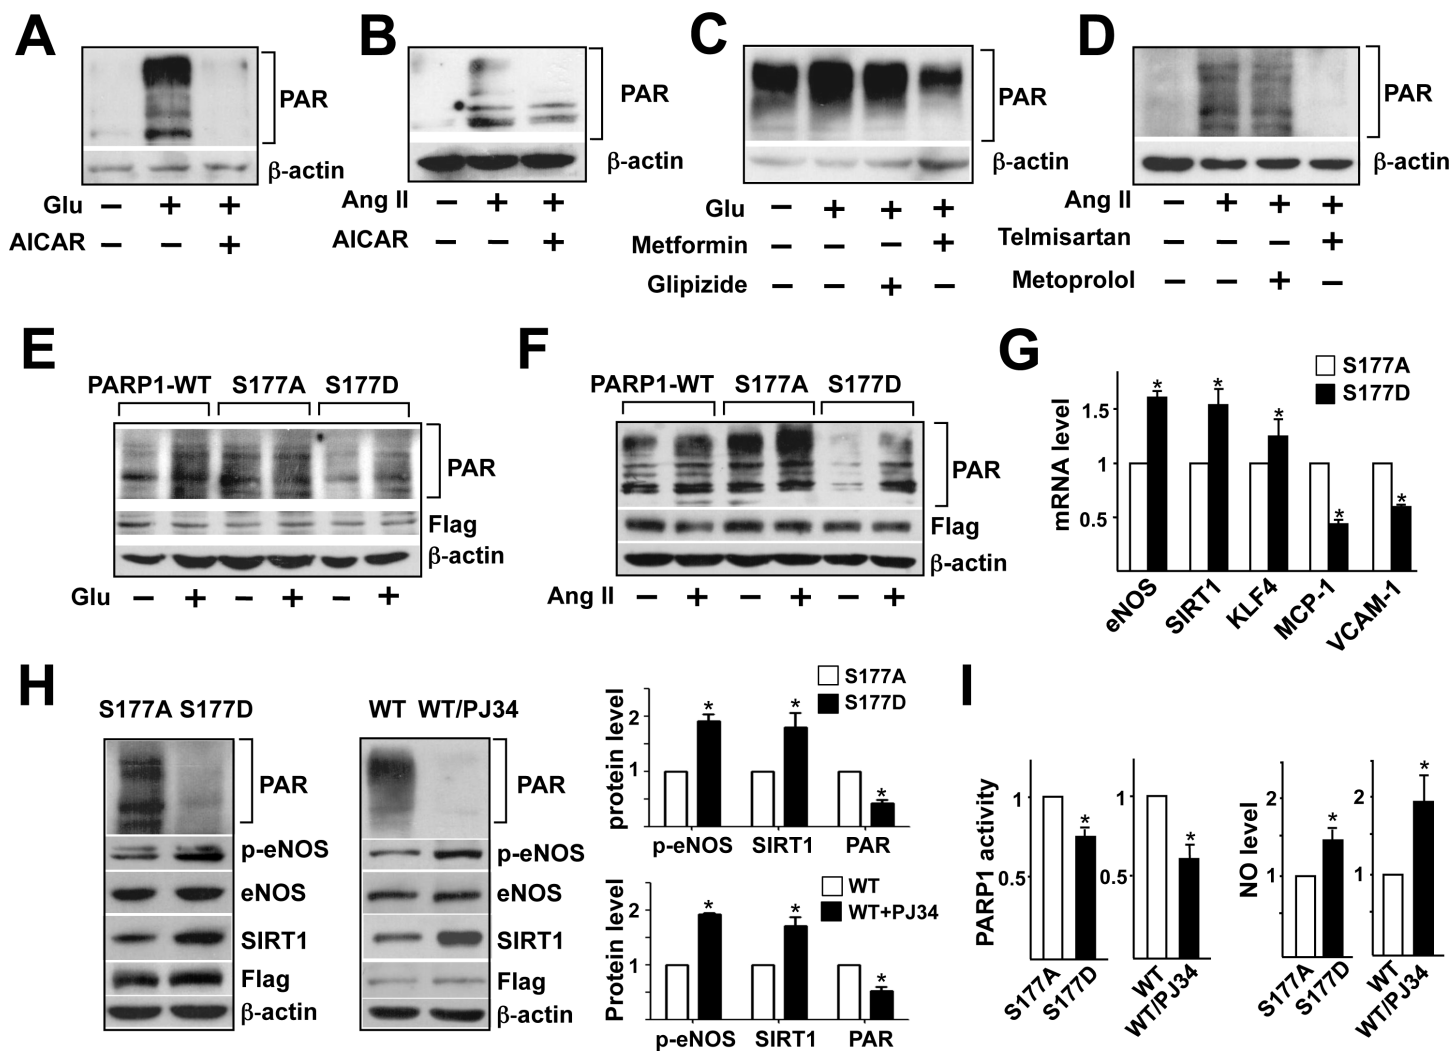 A
PAR
β-actin
Glu – + +
AICAR – – +
B
PAR
β-actin
Ang II – + +
AICAR – – +
C
PAR
β-actin
Glu – + + +
Metformin – – – +
Glipizide – – + –
D
PAR
β-actin
Ang II – + + +
Telmisartan – – – +
Metoprolol – – + –
E
PARP1-WT S177A S177D
PAR
Flag
β-actin
Glu – + – + – +
F
PARP1-WT S177A S177D
PAR
Flag
β-actin
Ang II – + – + – +
G
S177A
S177D
mRNA level
1.5
1
0.5
* * * * *
eNOS SIRT1 KLF4 MCP-1 VCAM-1
H
S177A S177D
PAR
p-eNOS
eNOS
SIRT1
Flag
β-actin
WT WT/PJ34
PAR
p-eNOS
eNOS
SIRT1
Flag
β-actin
S177A
S177D
protein level
2
1
* * *
p-eNOS SIRT1 PAR
WT
WT+PJ34
Protein level
2
1
* * *
p-eNOS SIRT1 PAR
I
PARP1 activity
1
0.5
*
S177A S177D
1
0.5
*
WT WT/PJ34
NO level
2
1
*
S177A S177D
2
1
*
WT WT/PJ34